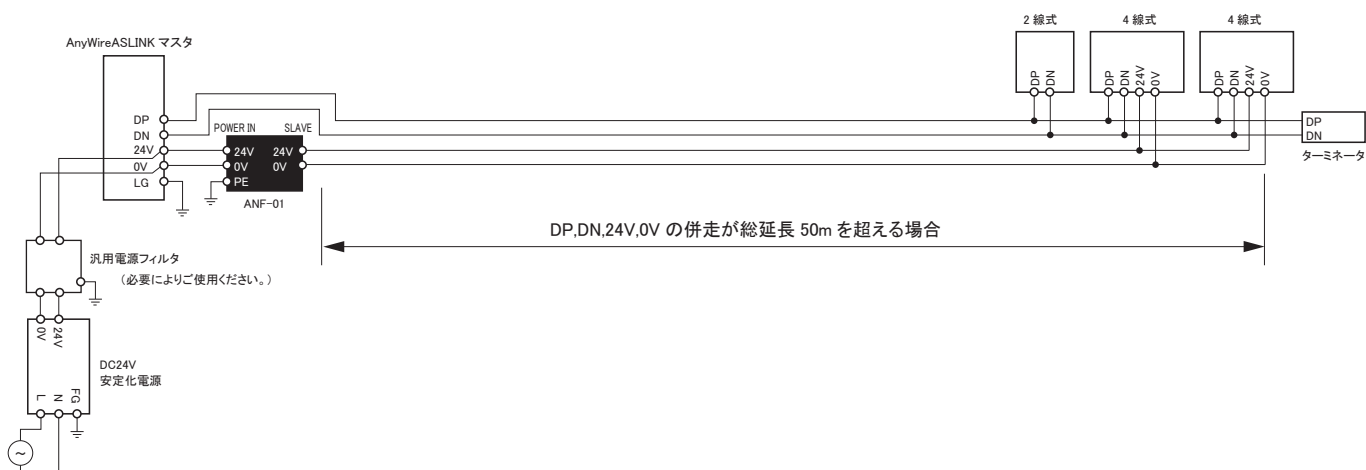 2 線式
4 線式
4 線式
AnyWireASLINK マスタ
DP
DN
DP
DN
24V
0V
DP
DN
24V
0V
DP
DN
24V
0V
LG
POWER IN
SLAVE
24V
24V
0V
0V
PE
ANF-01
DP
DN
ターミネータ
DP,DN,24V,0V の併走が総延長 50m を超える場合
汎用電源フィルタ
（必要によりご使用ください。）
0V
24V
DC24V
安定化電源
L
N
FG
~